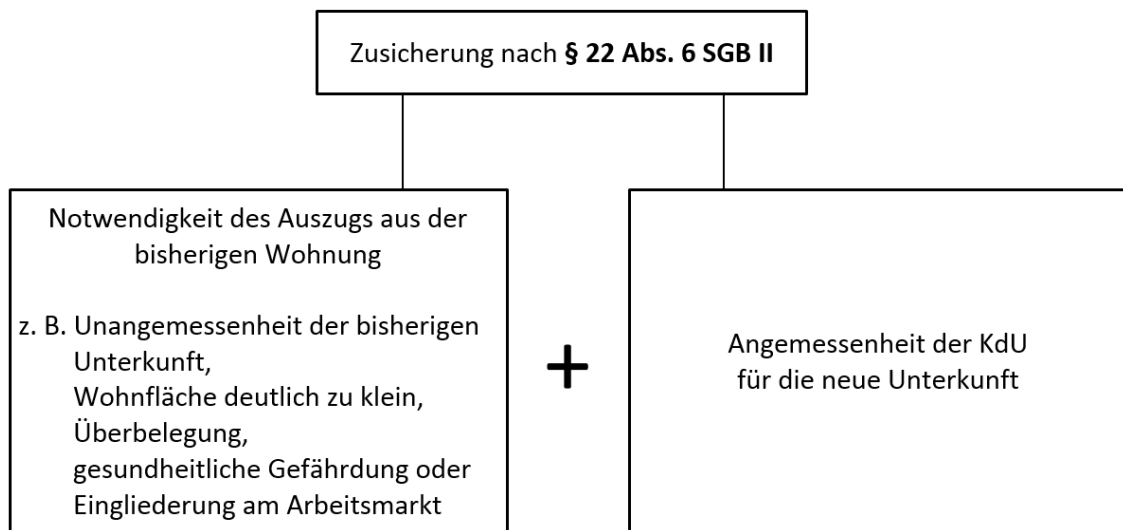 Zusicherung nach § 22 Abs. 6 SGB II
Notwendigkeit des Auszugs aus der
bisherigen Wohnung
z. B. Unangemessenheit der bisherigen
Unterkunft,
Wohnfläche deutlich zu klein,
Überbelegung,
gesundheitliche Gefährdung oder
Eingliederung am Arbeitsmarkt
+
Angemessenheit der KdU
für die neue Unterkunft